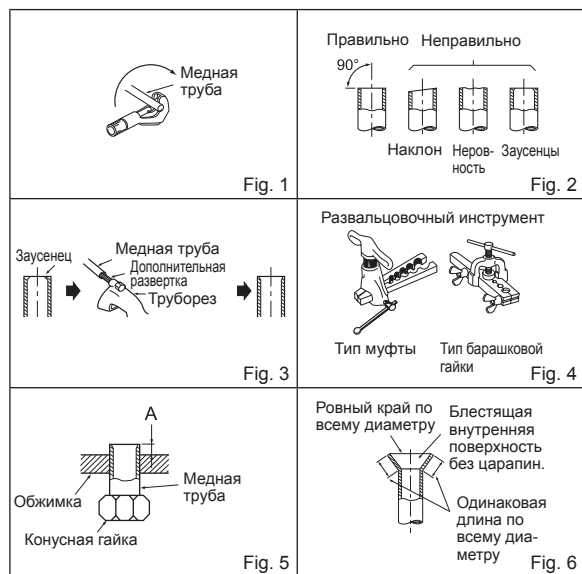 Медная
труба
Fig. 1
Правильно
Неправильно
90°
Наклон
Неров-
ность
Заусенцы
Fig. 2
Заусенец
Медная труба
Дополнительная
развертка
Труборез
Fig. 3
Развальцовочный инструмент
Тип муфты
Тип барашковой
гайки
Fig. 4
A
Обжимка
Медная
труба
Конусная гайка
Fig. 5
Ровный край по
всему диаметру
Блестящая
внутренняя
поверхность
без царапин.
Одинаковая
длина по
всему диа-
метру
Fig. 6